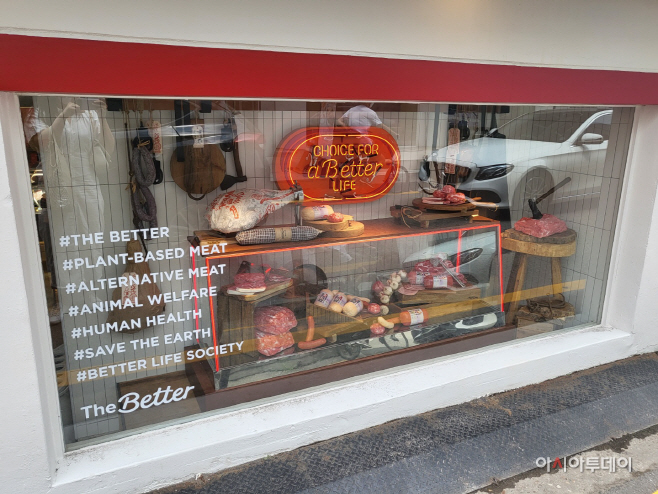 CHOICE FOR
a Better
LIFE
#THE BETTER
#PLANT-BASED MEAT
#ALTERNATIVE MEAT
#ANIMAL WELFARE
#HUMAN HEALTH
#SAVE THE EARTH
#BETTER LIFE SOCIETY
The Better
아시아투데이